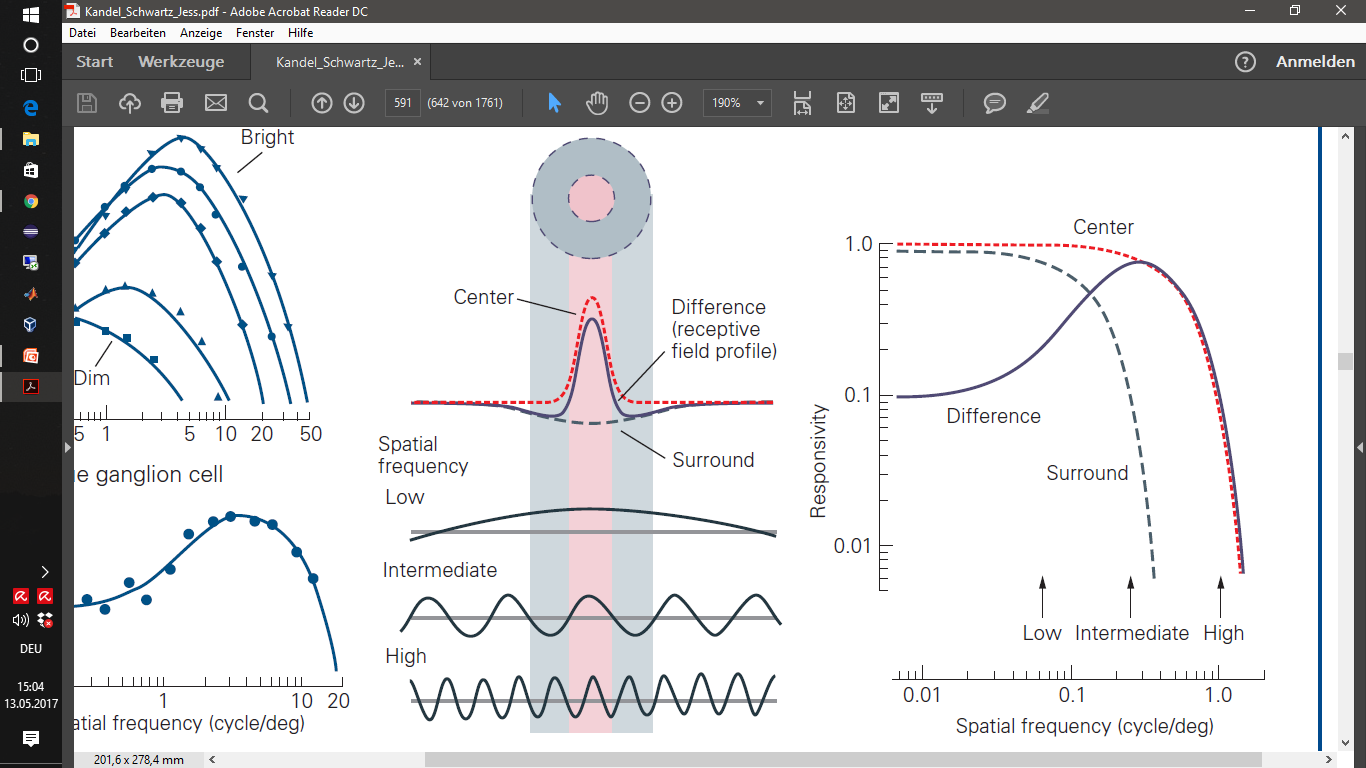 Kandel_Schwartz_Jess.pdf - Adobe Acrobat Reader DC
Datei Bearbeiten Anzeige Fenster Hilfe
Start Werkzeuge Kandel_Schwartz_Je... × ? Anmelden
591 (642 von 1761) 190%
Bright
Dim
5 1 5 10 20 50
ue ganglion cell
1 10 20
atial frequency (cycle/deg)
Center
Difference
(receptive
field profile)
Surround
Spatial
frequency
Low
Intermediate
High
Center
1.0
0.1
0.01
Responsivity
Difference
Surround
Low Intermediate High
0.01 0.1 1.0
Spatial frequency (cycle/deg)
DEU
15:04
13.05.2017
201,6 x 278,4 mm